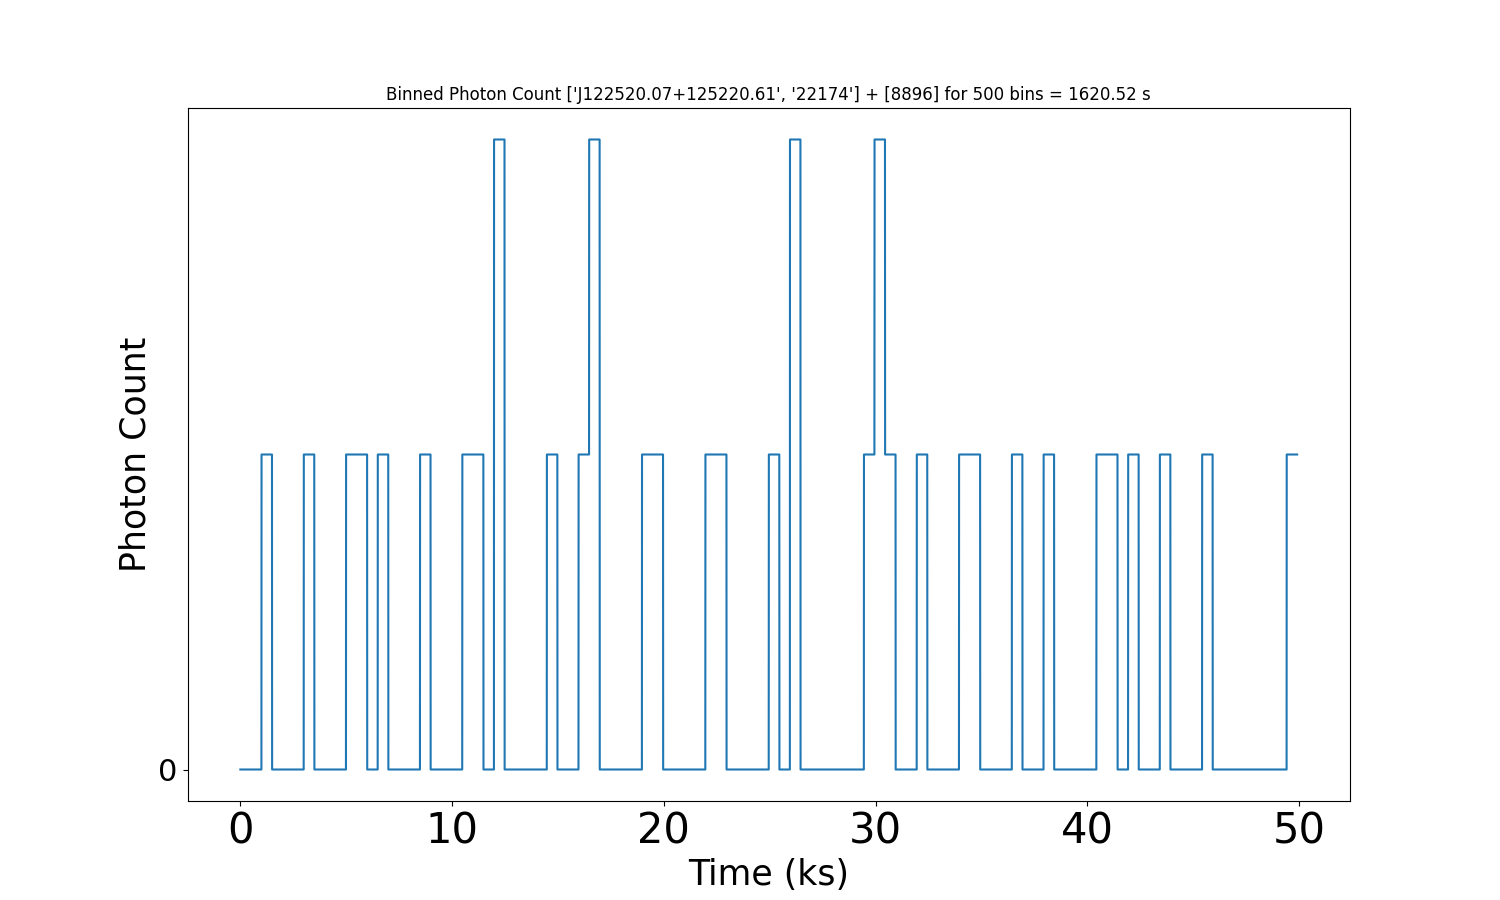 Binned Photon Count ['J122520.07+125220.61', '22174'] + [8896] for 500 bins = 1620.52 s
Photon Count
0
0 10 20 30 40 50
Time (ks)